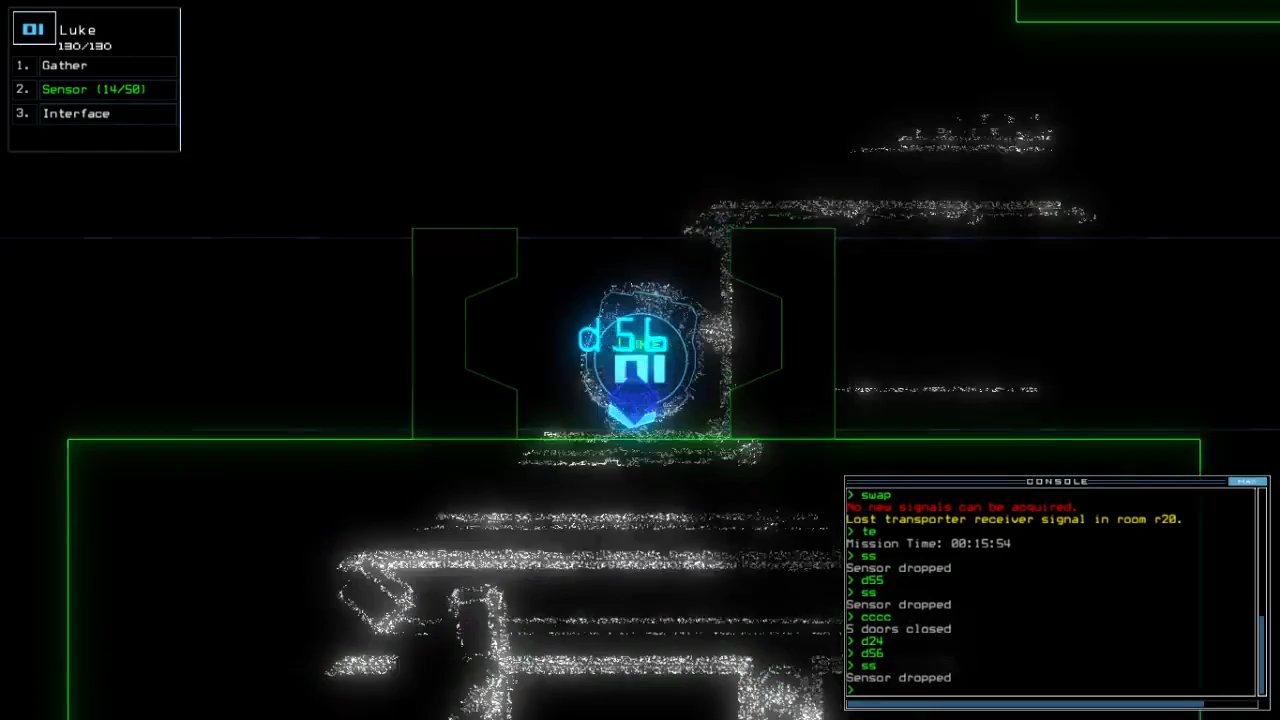 01 Luke
130/130
1. Gather
2. Sensor (14/50)
3. Interface
d56
01
CONSOLE
> swap
No new signals can be acquired.
Lost transporter receiver signal in room r20.
> te
Mission Time: 00:15:54
> ss
Sensor dropped
> d55
> ss
Sensor dropped
> cccc
5 doors closed
> d24
> d56
> ss
Sensor dropped
>